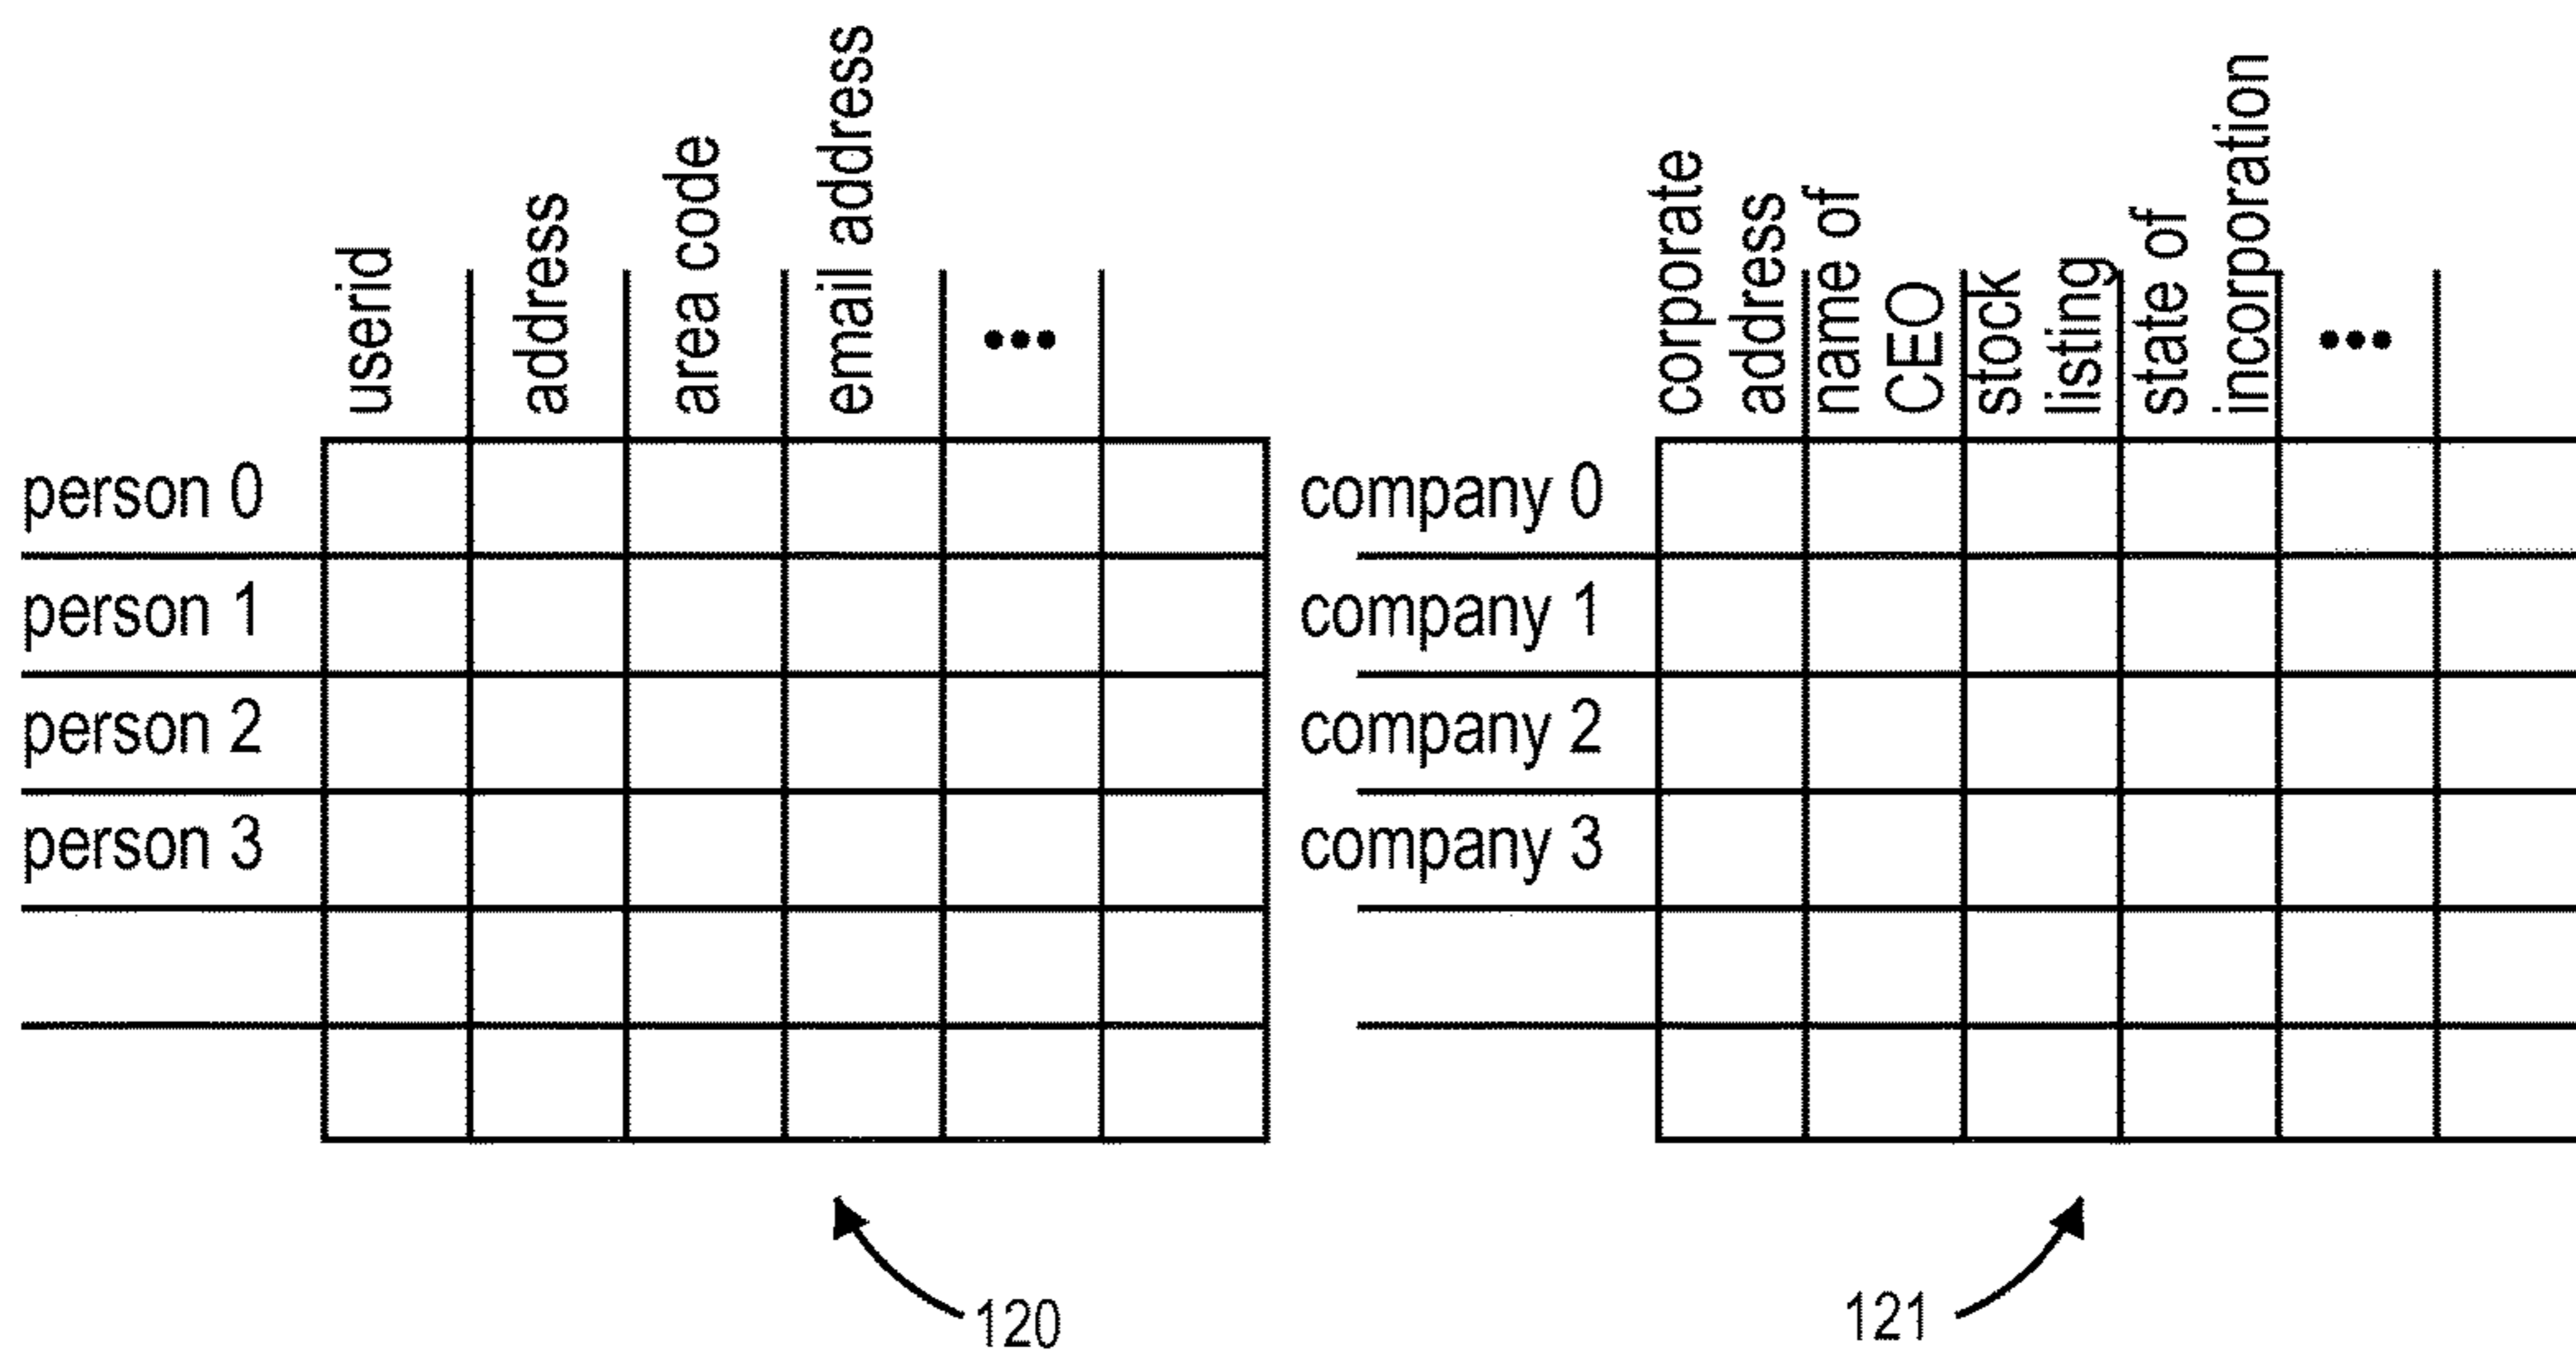 userid
address
area code
email address
•••
person 0
person 1
person 2
person 3
120
corporate
address
name of
CEO
stock
listing
state of
incorporation
•••
company 0
company 1
company 2
company 3
121